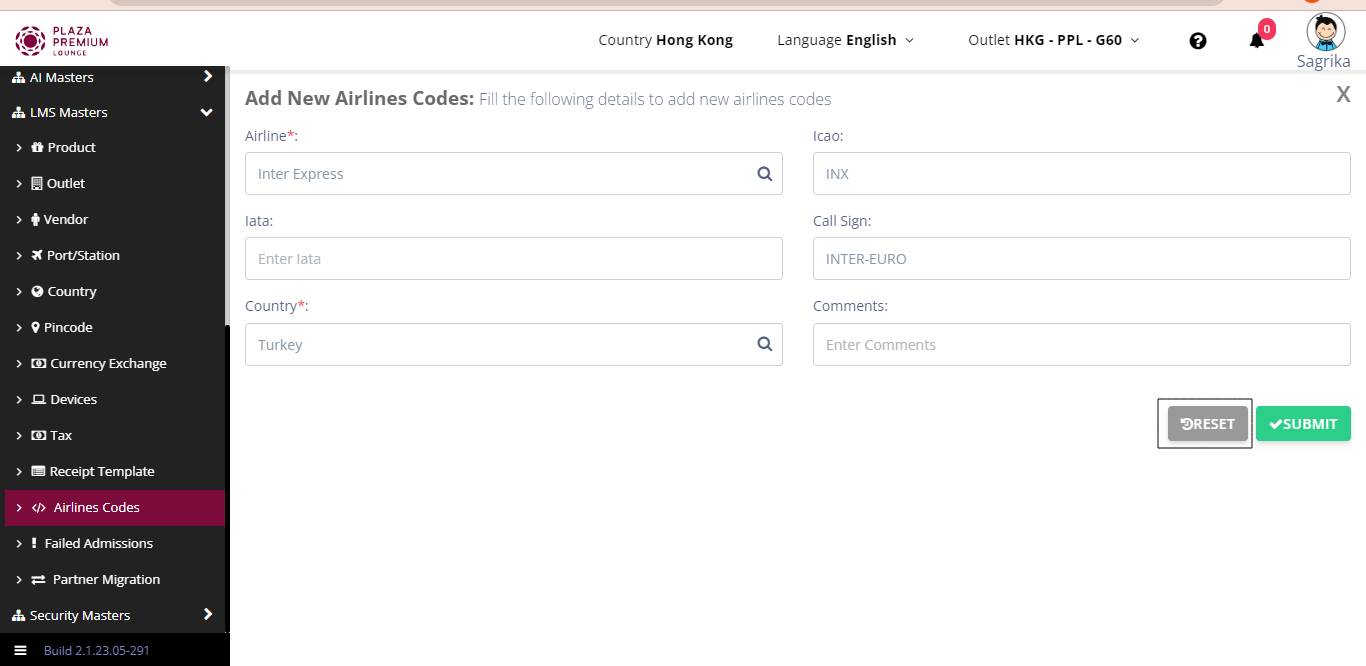 PLAZA
PREMIUM
LOUNGE
Country Hong Kong
Language English
Outlet HKG - PPL - G60
0
Sagrika
AI Masters
LMS Masters
Product
Outlet
Vendor
Port/Station
Country
Pincode
Currency Exchange
Devices
Tax
Receipt Template
Airlines Codes
Failed Admissions
Partner Migration
Security Masters
Build 2.1.23.05-291
Add New Airlines Codes: Fill the following details to add new airlines codes
X
Airline*:
Inter Express
Icao:
INX
Iata:
Enter Iata
Call Sign:
INTER-EURO
Country*:
Turkey
Comments:
Enter Comments
RESET
SUBMIT